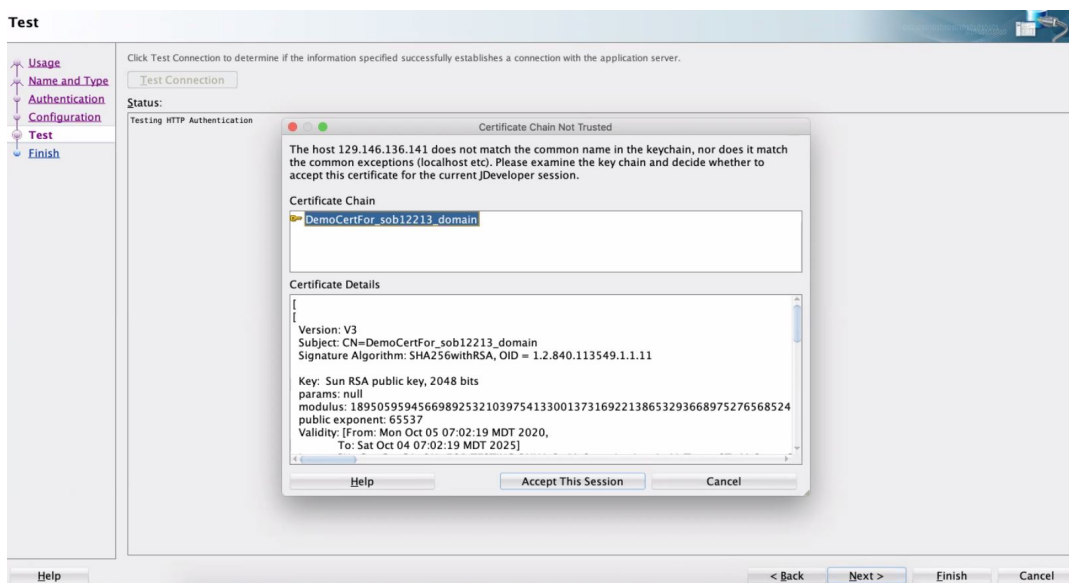 Test
Usage
Name and Type
Authentication
Configuration
Test
Finish
Click Test Connection to determine if the information specified successfully establishes a connection with the application server.
Test Connection
Status:
Testing HTTP Authentication
Certificate Chain Not Trusted
The host 129.146.136.141 does not match the common name in the keychain, nor does it match
the common exceptions (localhost etc). Please examine the key chain and decide whether to
accept this certificate for the current JDeveloper session.
Certificate Chain
DemoCertFor_sob12213_domain
Certificate Details
[
[
Version: V3
Subject: CN=DemoCertFor_sob12213_domain
Signature Algorithm: SHA256withRSA, OID = 1.2.840.113549.1.1.11
Key: Sun RSA public key, 2048 bits
params: null
modulus: 18950595945669892532103975413300137316922138653293668975276568524
public exponent: 65537
Validity: [From: Mon Oct 05 07:02:19 MDT 2020,
To: Sat Oct 04 07:02:19 MDT 2025]
Help
Accept This Session
Cancel
Help
< Back
Next >
Finish
Cancel